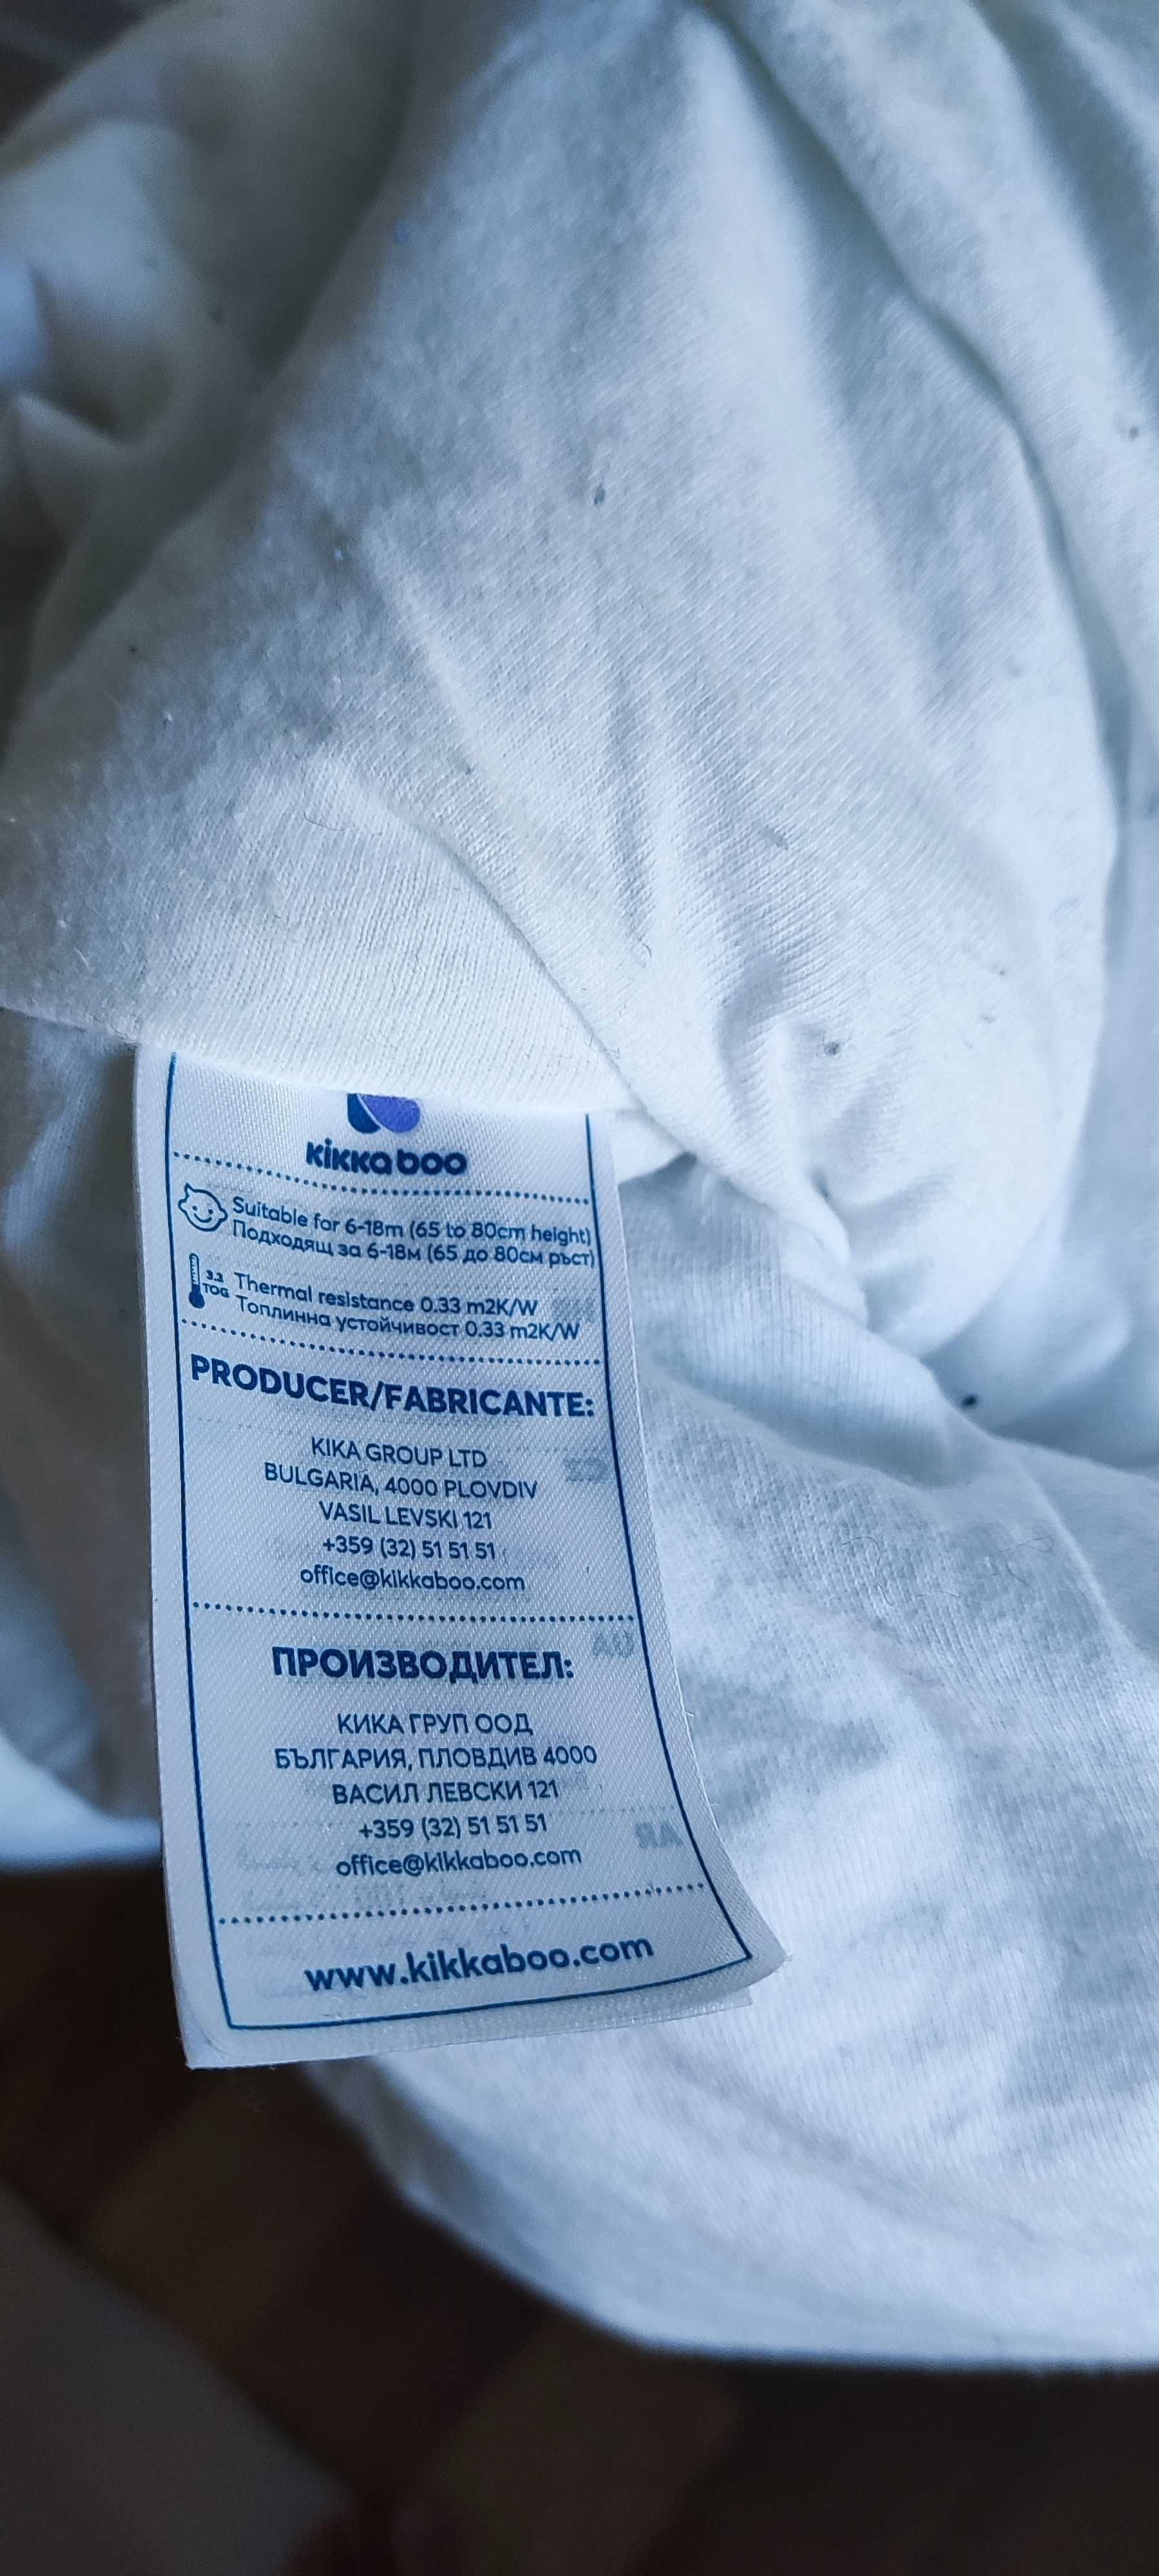 kikka boo
Suitable for 6-18m (65 to 80cm height)
Подходящ за 6-18м (65 до 80см ръст)
3.3
TOG
Thermal resistance 0.33 m2K/W
Топлинна устойчивост 0.33 m2K/W
PRODUCER/FABRICANTE:
KIKA GROUP LTD
BULGARIA, 4000 PLOVDIV
VASIL LEVSKI 121
+359 (32) 51 51 51
office@kikkaboo.com
ПРОИЗВОДИТЕЛ:
КИКА ГРУП ООД
БЪЛГАРИЯ, ПЛОВДИВ 4000
ВАСИЛ ЛЕВСКИ 121
+359 (32) 51 51 51
office@kikkaboo.com
www.kikkaboo.com